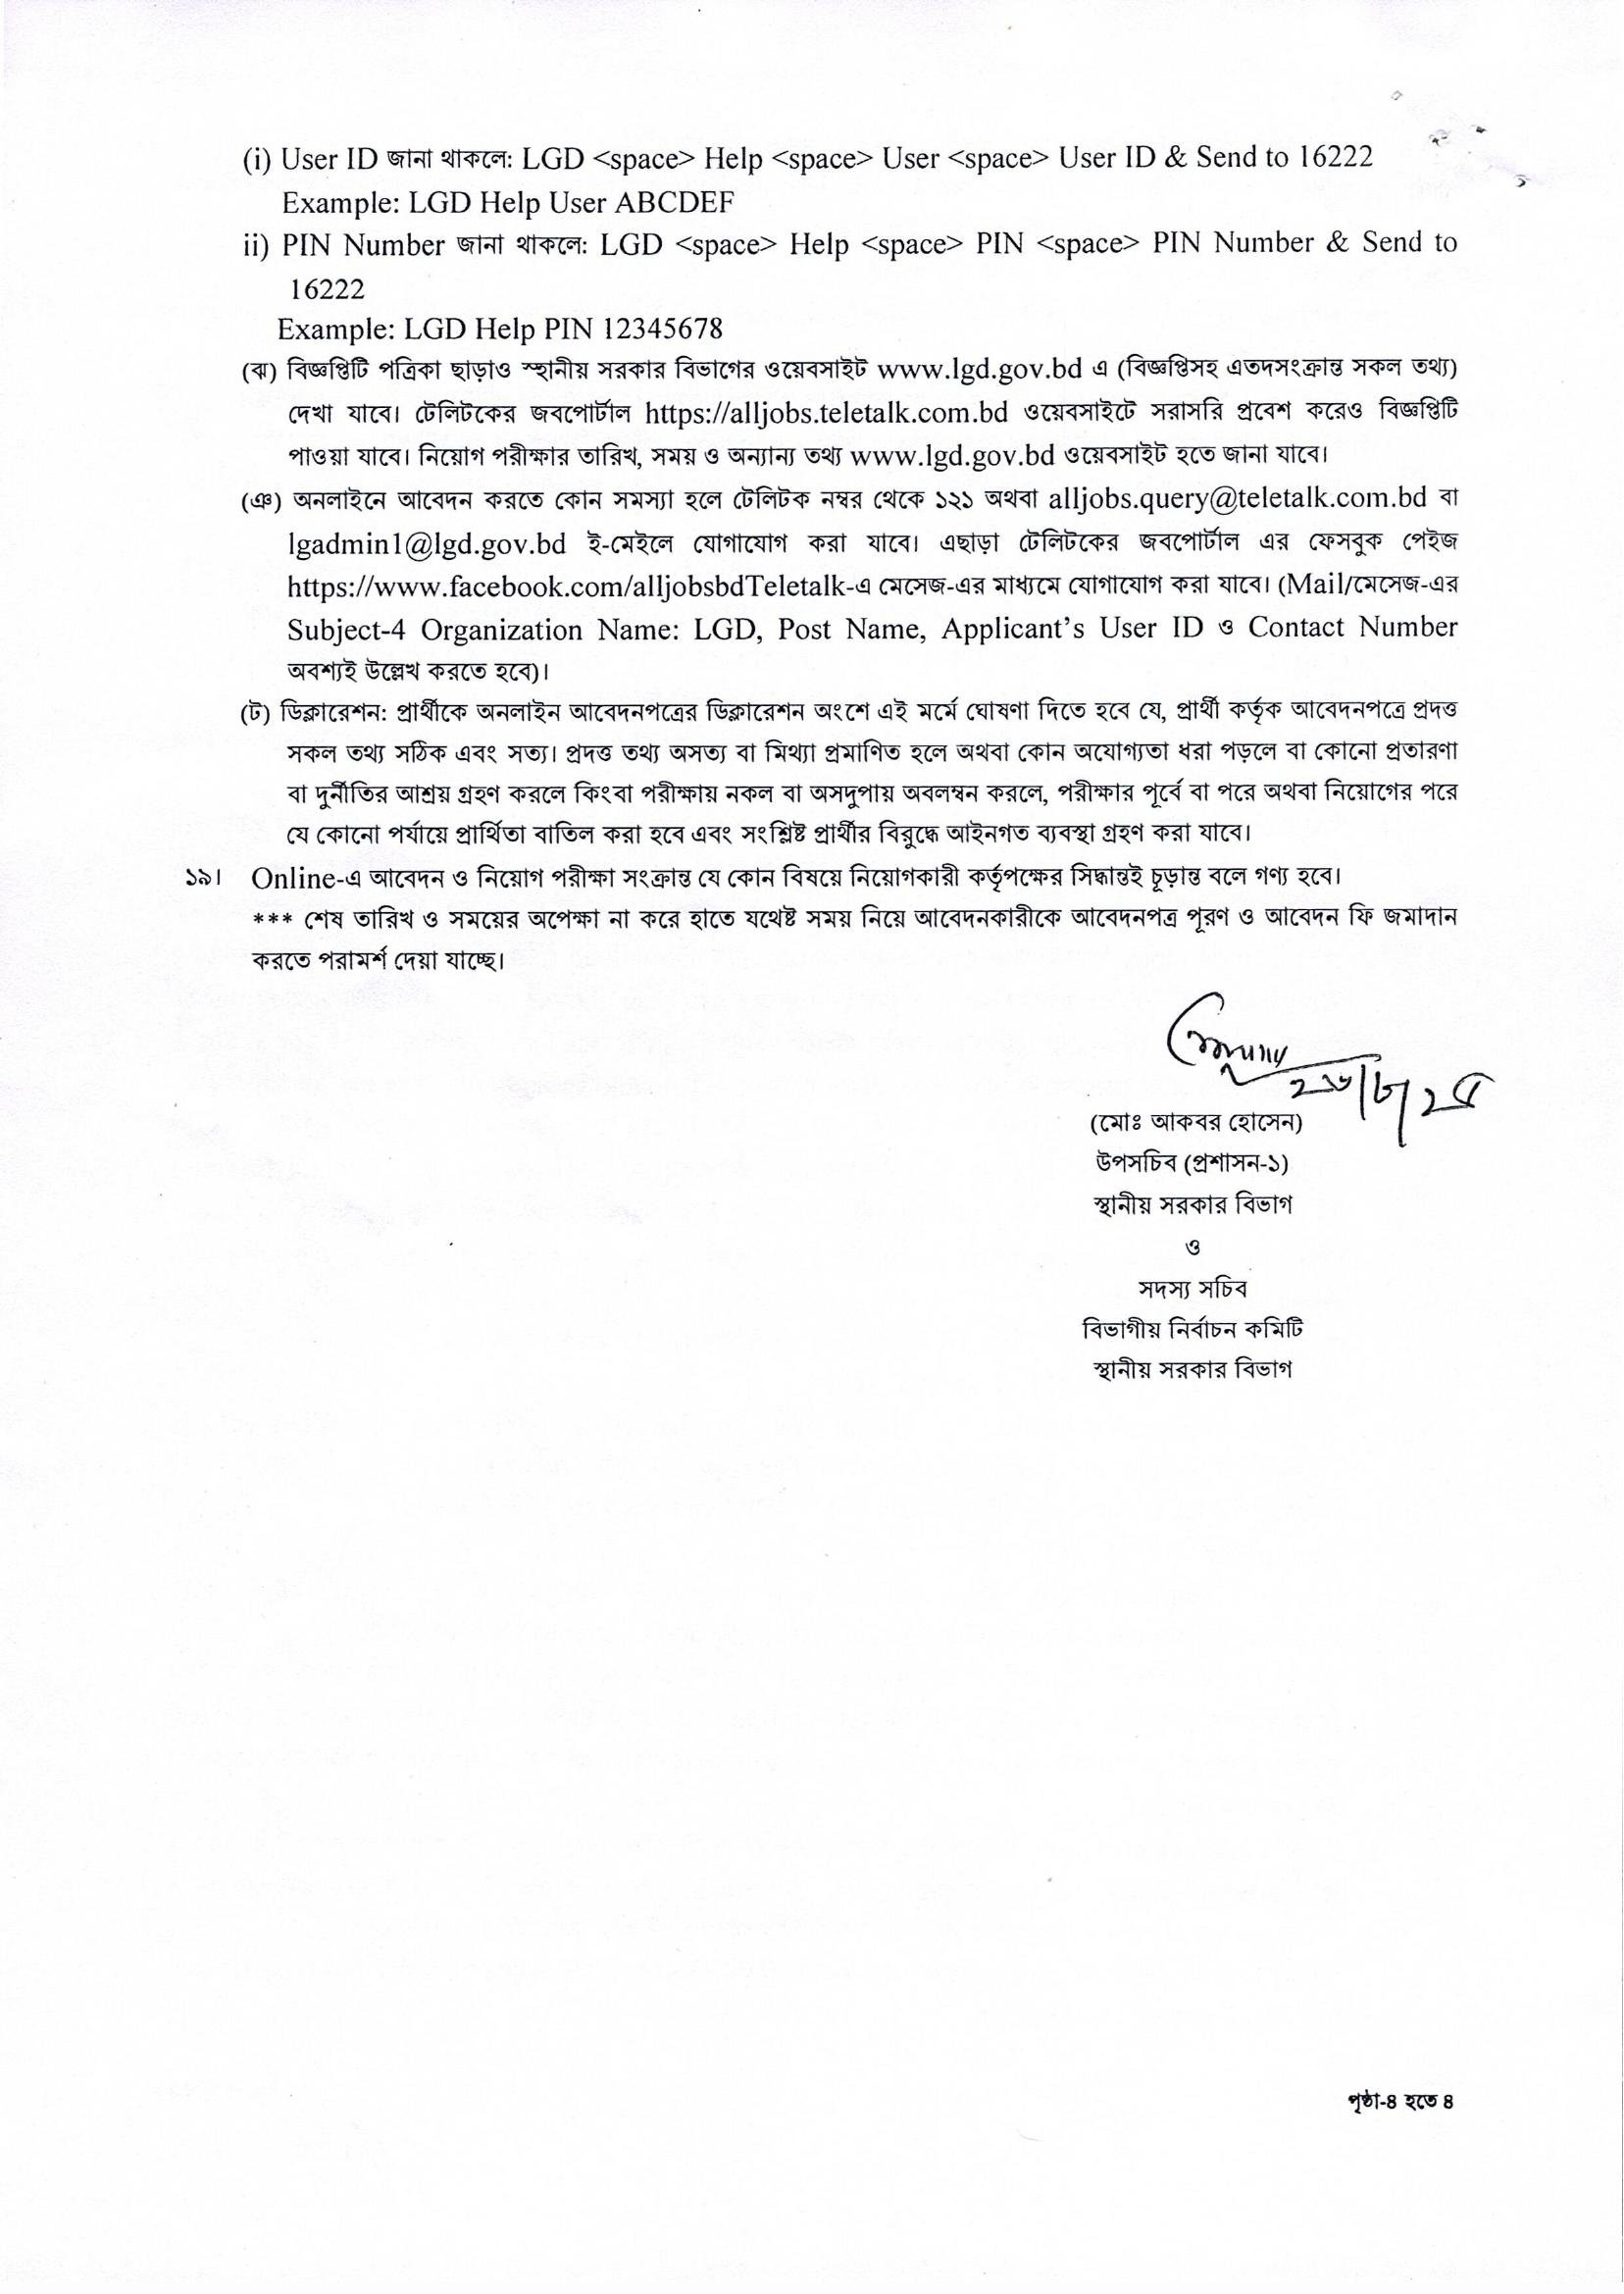 (i) User ID জানা থাকলে: LGD <space> Help <space> User <space> User ID & Send to 16222
Example: LGD Help User ABCDEF
ii) PIN Number জানা থাকলে: LGD <space> Help <space> PIN <space> PIN Number & Send to
16222
Example: LGD Help PIN 12345678
(ঝ) বিজ্ঞপ্তিটি পত্রিকা ছাড়াও স্থানীয় সরকার বিভাগের ওয়েবসাইট www.lgd.gov.bd এ (বিজ্ঞপ্তিসহ এতদসংক্রান্ত সকল তথ্য)
দেখা যাবে। টেলিটকের জবপোর্টাল https://alljobs.teletalk.com.bd ওয়েবসাইটে সরাসরি প্রবেশ করেও বিজ্ঞপ্তিটি
পাওয়া যাবে। নিয়োগ পরীক্ষার তারিখ, সময় ও অন্যান্য তথ্য www.lgd.gov.bd ওয়েবসাইট হতে জানা যাবে।
(ঞ) অনলাইনে আবেদন করতে কোন সমস্যা হলে টেলিটক নম্বর থেকে ১২১ অথবা alljobs.query@teletalk.com.bd বা
lgadmin1@lgd.gov.bd ই-মেইলে যোগাযোগ করা যাবে। এছাড়া টেলিটকের জবপোর্টাল এর ফেসবুক পেইজ
https://www.facebook.com/alljobsbdTeletalk-এ মেসেজ-এর মাধ্যমে যোগাযোগ করা যাবে। (Mail/মেসেজ-এর
Subject-4 Organization Name: LGD, Post Name, Applicant’s User ID ও Contact Number
অবশ্যই উল্লেখ করতে হবে)।
(ট) ডিক্লারেশন: প্রার্থীকে অনলাইন আবেদনপত্রের ডিক্লারেশন অংশে এই মর্মে ঘোষণা দিতে হবে যে, প্রার্থী কর্তৃক আবেদনপত্রে প্রদত্ত
সকল তথ্য সঠিক এবং সত্য। প্রদত্ত তথ্য অসত্য বা মিথ্যা প্রমাণিত হলে অথবা কোন অযোগ্যতা ধরা পড়লে বা কোনো প্রতারণা
বা দুর্নীতির আশ্রয় গ্রহণ করলে কিংবা পরীক্ষায় নকল বা অসদুপায় অবলম্বন করলে, পরীক্ষার পূর্বে বা পরে অথবা নিয়োগের পরে
যে কোনো পর্যায়ে প্রার্থিতা বাতিল করা হবে এবং সংশ্লিষ্ট প্রার্থীর বিরুদ্ধে আইনগত ব্যবস্থা গ্রহণ করা যাবে।
১৯। Online-এ আবেদন ও নিয়োগ পরীক্ষা সংক্রান্ত যে কোন বিষয়ে নিয়োগকারী কর্তৃপক্ষের সিদ্ধান্তই চূড়ান্ত বলে গণ্য হবে।
*** শেষ তারিখ ও সময়ের অপেক্ষা না করে হাতে যথেষ্ট সময় নিয়ে আবেদনকারীকে আবেদনপত্র পূরণ ও আবেদন ফি জমাদান
করতে পরামর্শ দেয়া যাচ্ছে।
(মোঃ আকবর হোসেন)
উপসচিব (প্রশাসন-১)
স্থানীয় সরকার বিভাগ
ও
সদস্য সচিব
বিভাগীয় নির্বাচন কমিটি
স্থানীয় সরকার বিভাগ
পৃষ্ঠা-৪ হতে ৪